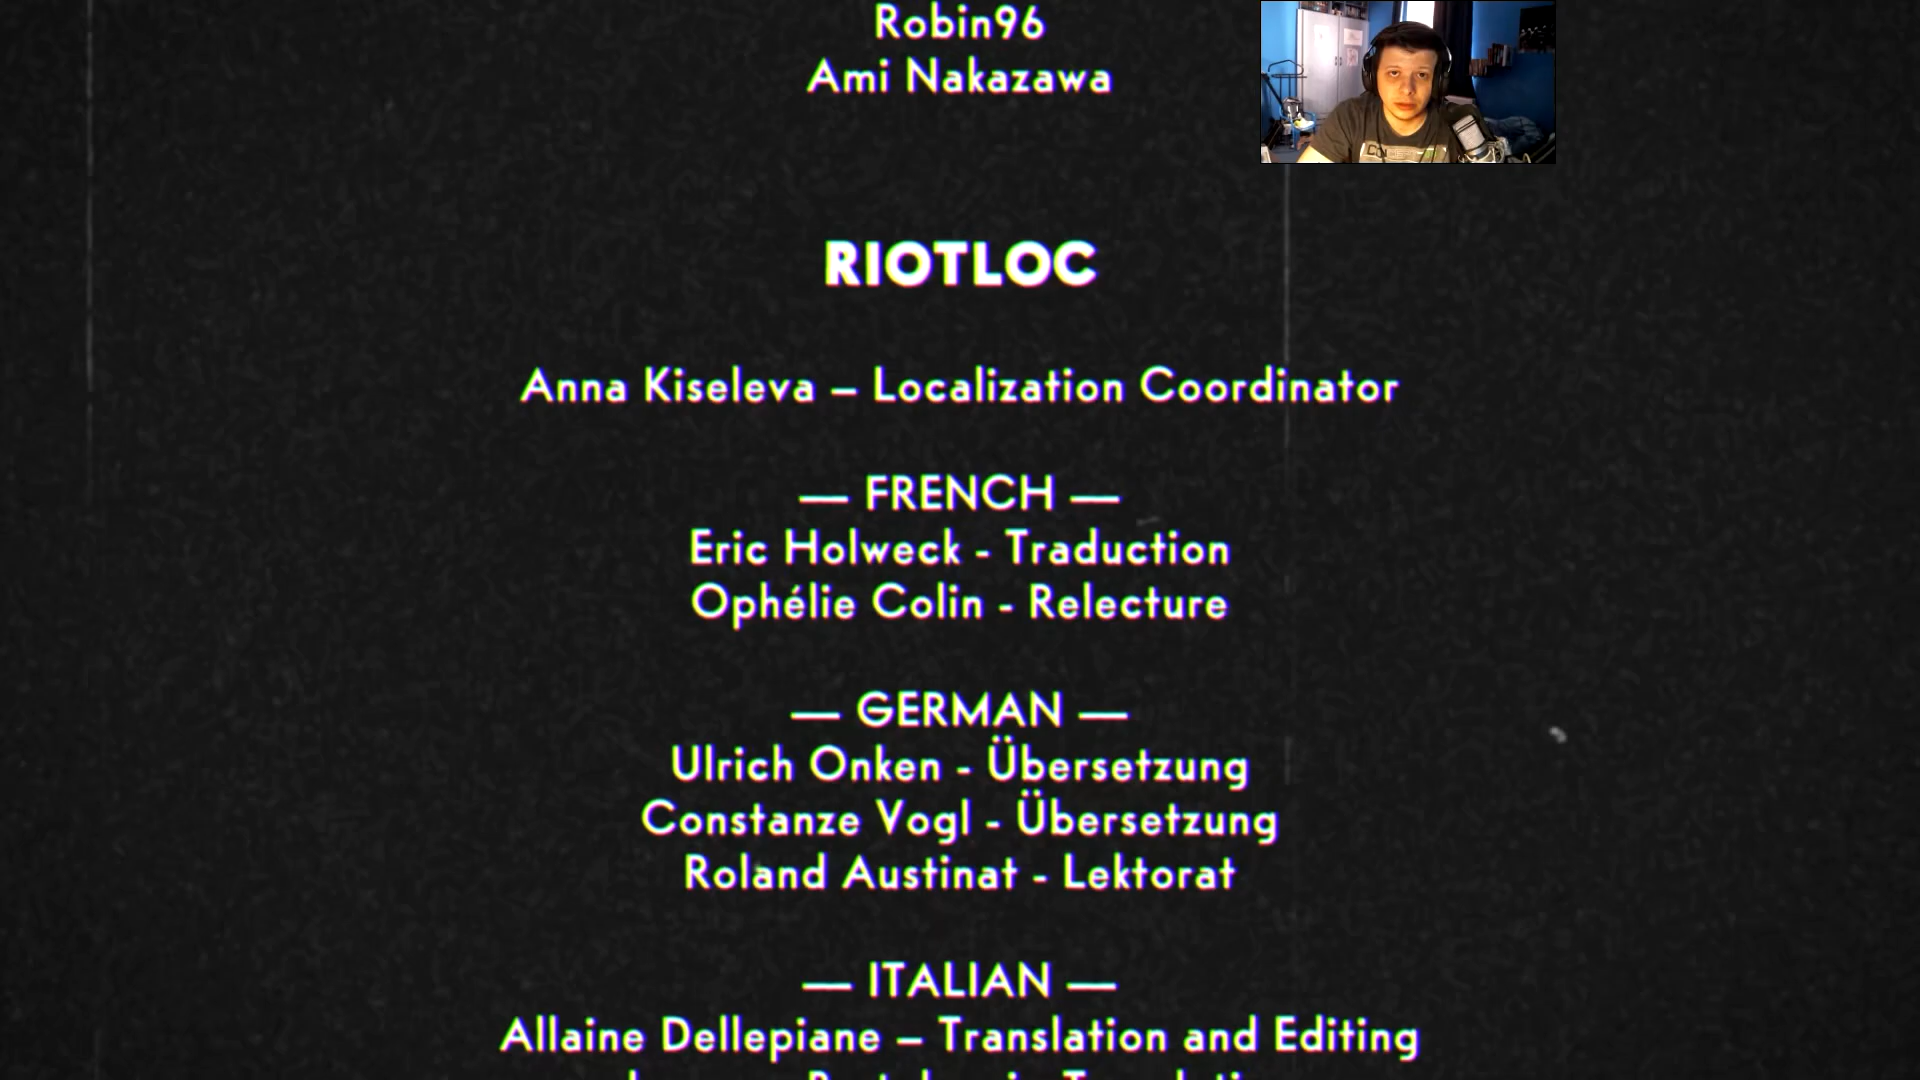 Robin96
Ami Nakazawa
RIOTLOC
Anna Kiseleva – Localization Coordinator
— FRENCH —
Eric Holweck - Traduction
Ophélie Colin - Relecture
— GERMAN —
Ulrich Onken - Übersetzung
Constanze Vogl - Übersetzung
Roland Austinat - Lektorat
— ITALIAN —
Allaine Dellepiane – Translation and Editing